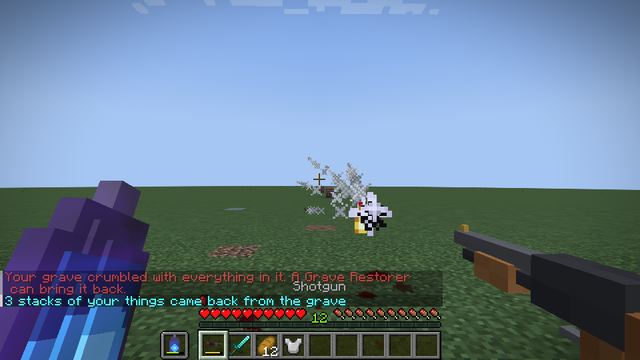 Your grave crumbled with everything in it. A Grave Restorer
can bring it back.
Shotgun
3 stacks of your things came back from the grave
12
12